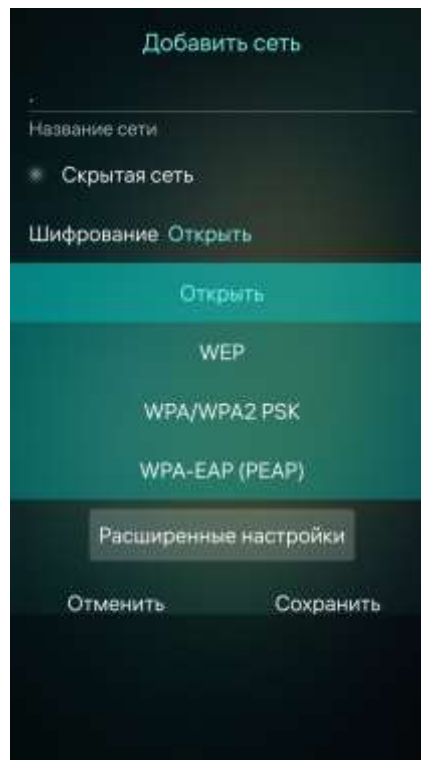 Добавить сеть
Название сети
Скрытая сеть
Шифрование Открыть
Открыть
WEP
WPA/WPA2 PSK
WPA-EAP (PEAP)
Расширенные настройки
Отменить Сохранить